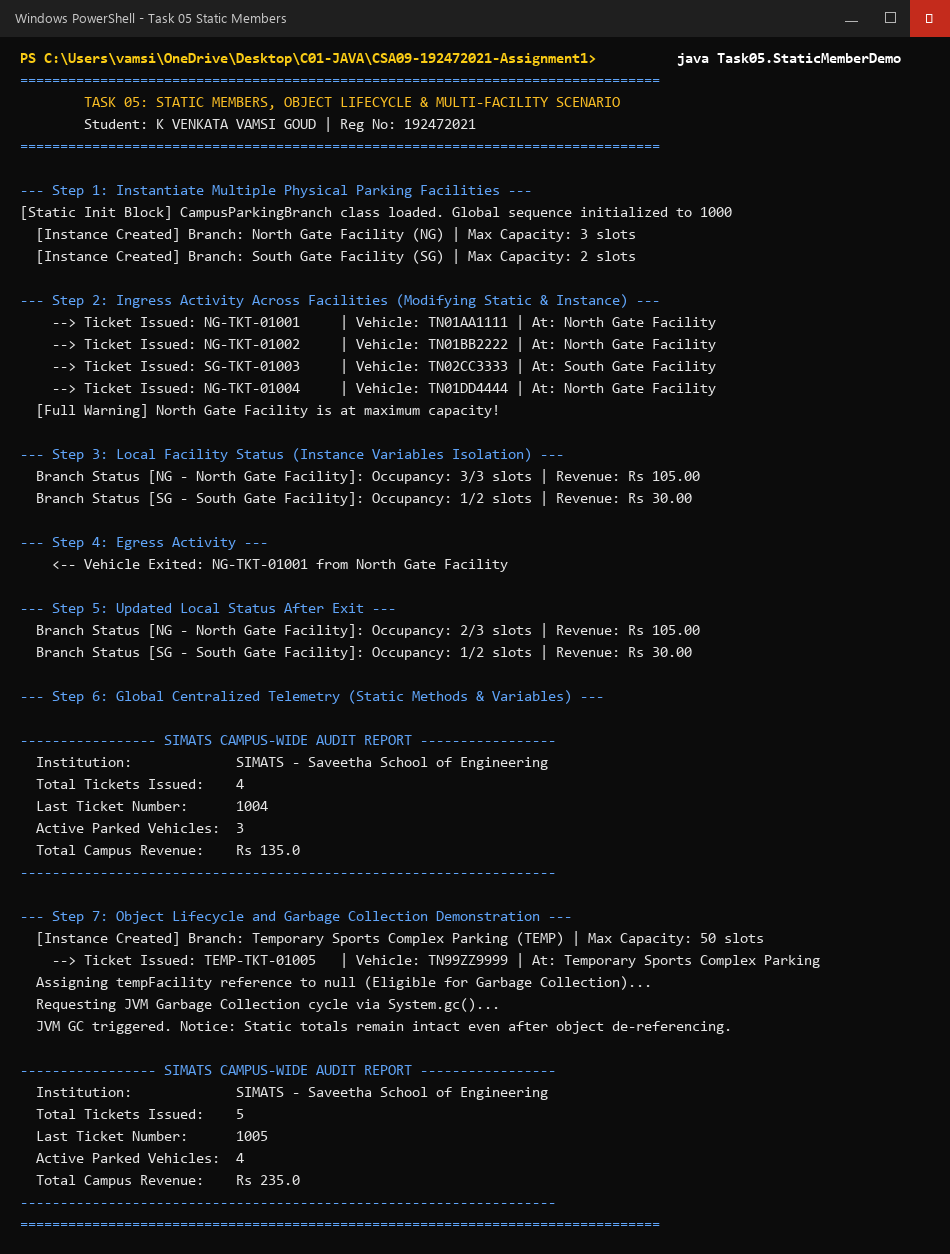 Windows PowerShell - Task 05 Static Members
PS C:\Users\vamsi\OneDrive\Desktop\C01-JAVA\CSA09-192472021-Assignment1> java Task05.StaticMemberDemo
================================================================================
TASK 05: STATIC MEMBERS, OBJECT LIFECYCLE & MULTI-FACILITY SCENARIO
Student: K VENKATA VAMSI GOUD | Reg No: 192472021
================================================================================
--- Step 1: Instantiate Multiple Physical Parking Facilities ---
[Static Init Block] CampusParkingBranch class loaded. Global sequence initialized to 1000
[Instance Created] Branch: North Gate Facility (NG) | Max Capacity: 3 slots
[Instance Created] Branch: South Gate Facility (SG) | Max Capacity: 2 slots
--- Step 2: Ingress Activity Across Facilities (Modifying Static & Instance) ---
--> Ticket Issued: NG-TKT-01001 | Vehicle: TN01AA1111 | At: North Gate Facility
--> Ticket Issued: NG-TKT-01002 | Vehicle: TN01BB2222 | At: North Gate Facility
--> Ticket Issued: SG-TKT-01003 | Vehicle: TN02CC3333 | At: South Gate Facility
--> Ticket Issued: NG-TKT-01004 | Vehicle: TN01DD4444 | At: North Gate Facility
[Full Warning] North Gate Facility is at maximum capacity!
--- Step 3: Local Facility Status (Instance Variables Isolation) ---
Branch Status [NG - North Gate Facility]: Occupancy: 3/3 slots | Revenue: Rs 105.00
Branch Status [SG - South Gate Facility]: Occupancy: 1/2 slots | Revenue: Rs 30.00
--- Step 4: Egress Activity ---
<-- Vehicle Exited: NG-TKT-01001 from North Gate Facility
--- Step 5: Updated Local Status After Exit ---
Branch Status [NG - North Gate Facility]: Occupancy: 2/3 slots | Revenue: Rs 105.00
Branch Status [SG - South Gate Facility]: Occupancy: 1/2 slots | Revenue: Rs 30.00
--- Step 6: Global Centralized Telemetry (Static Methods & Variables) ---
----------------- SIMATS CAMPUS-WIDE AUDIT REPORT -----------------
Institution: SIMATS - Saveetha School of Engineering
Total Tickets Issued: 4
Last Ticket Number: 1004
Active Parked Vehicles: 3
Total Campus Revenue: Rs 135.0
-------------------------------------------------------------------
--- Step 7: Object Lifecycle and Garbage Collection Demonstration ---
[Instance Created] Branch: Temporary Sports Complex Parking (TEMP) | Max Capacity: 50 slots
--> Ticket Issued: TEMP-TKT-01005 | Vehicle: TN99ZZ9999 | At: Temporary Sports Complex Parking
Assigning tempFacility reference to null (Eligible for Garbage Collection)...
Requesting JVM Garbage Collection cycle via System.gc()...
JVM GC triggered. Notice: Static totals remain intact even after object de-referencing.
----------------- SIMATS CAMPUS-WIDE AUDIT REPORT -----------------
Institution: SIMATS - Saveetha School of Engineering
Total Tickets Issued: 5
Last Ticket Number: 1005
Active Parked Vehicles: 4
Total Campus Revenue: Rs 235.0
-------------------------------------------------------------------
================================================================================